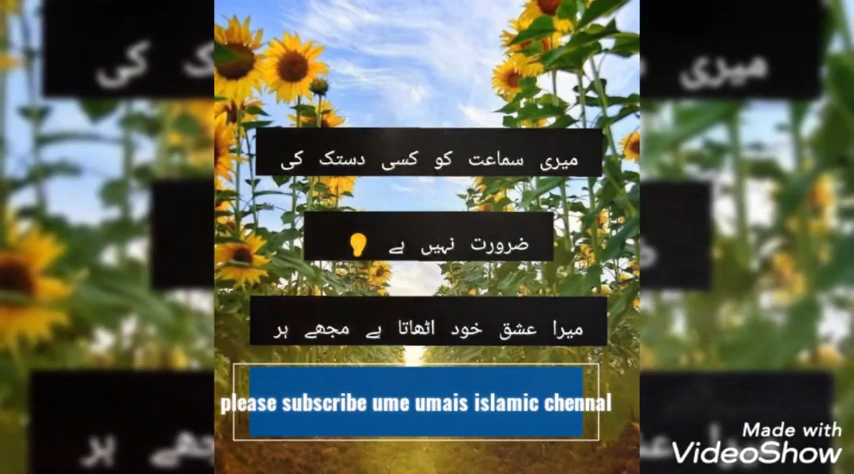 میری سماعت کو کسی دستک کی
ضرورت نہیں ہے 💡
میرا عشق خود اٹھاتا ہے مجھے ہر
please subscribe ume umais islamic chennal
Made with
VideoShow